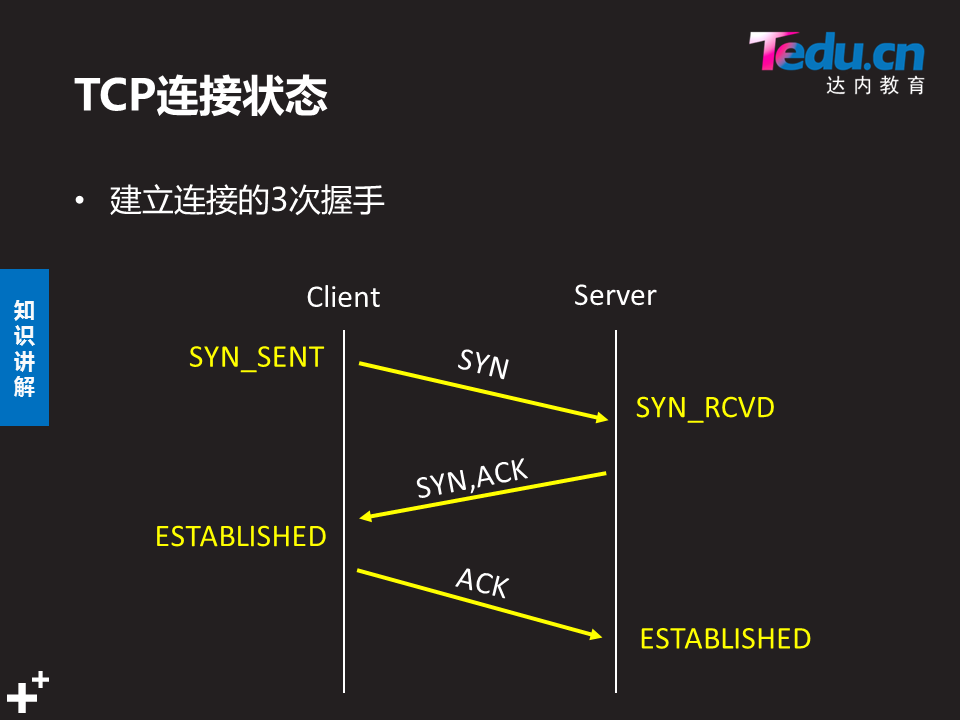 Tedu.cn
达内教育
TCP连接状态
• 建立连接的3次握手
知识讲解
Client
Server
SYN_SENT
SYN
SYN_RCVD
SYN,ACK
ESTABLISHED
ACK
ESTABLISHED